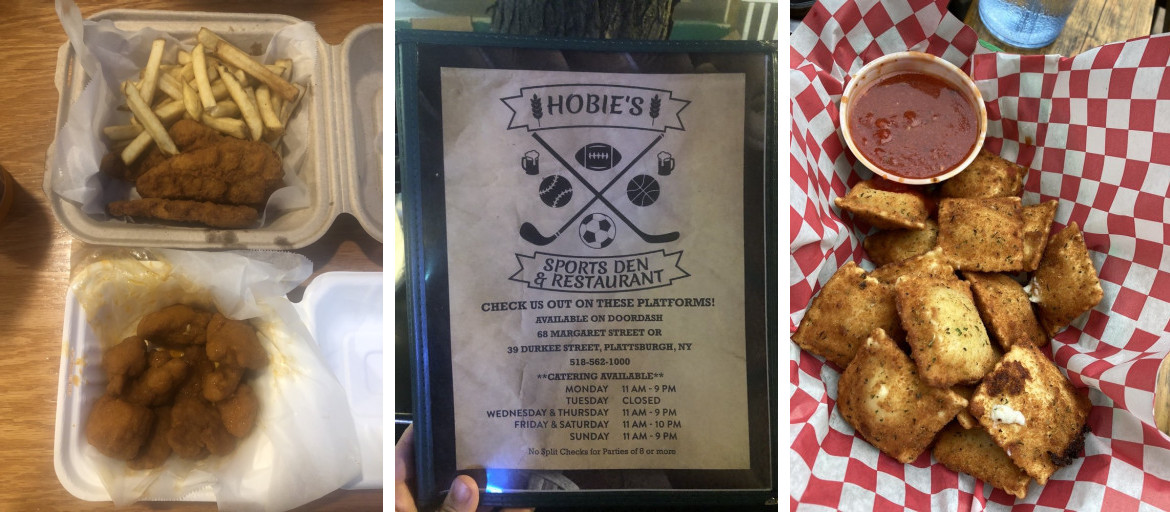 HOBIE'S
SPORTS DEN
& RESTAURANT
CHECK US OUT ON THESE PLATFORMS!
AVAILABLE ON DOORDASH
68 MARGARET STREET OR
39 DURKEE STREET, PLATTSBURGH, NY
518-562-1000
**CATERING AVAILABLE**
MONDAY 11 AM - 9 PM
TUESDAY CLOSED
WEDNESDAY & THURSDAY 11 AM - 9 PM
FRIDAY & SATURDAY 11 AM - 10 PM
SUNDAY 11 AM - 9 PM
No Split Checks for Parties of 6 or more